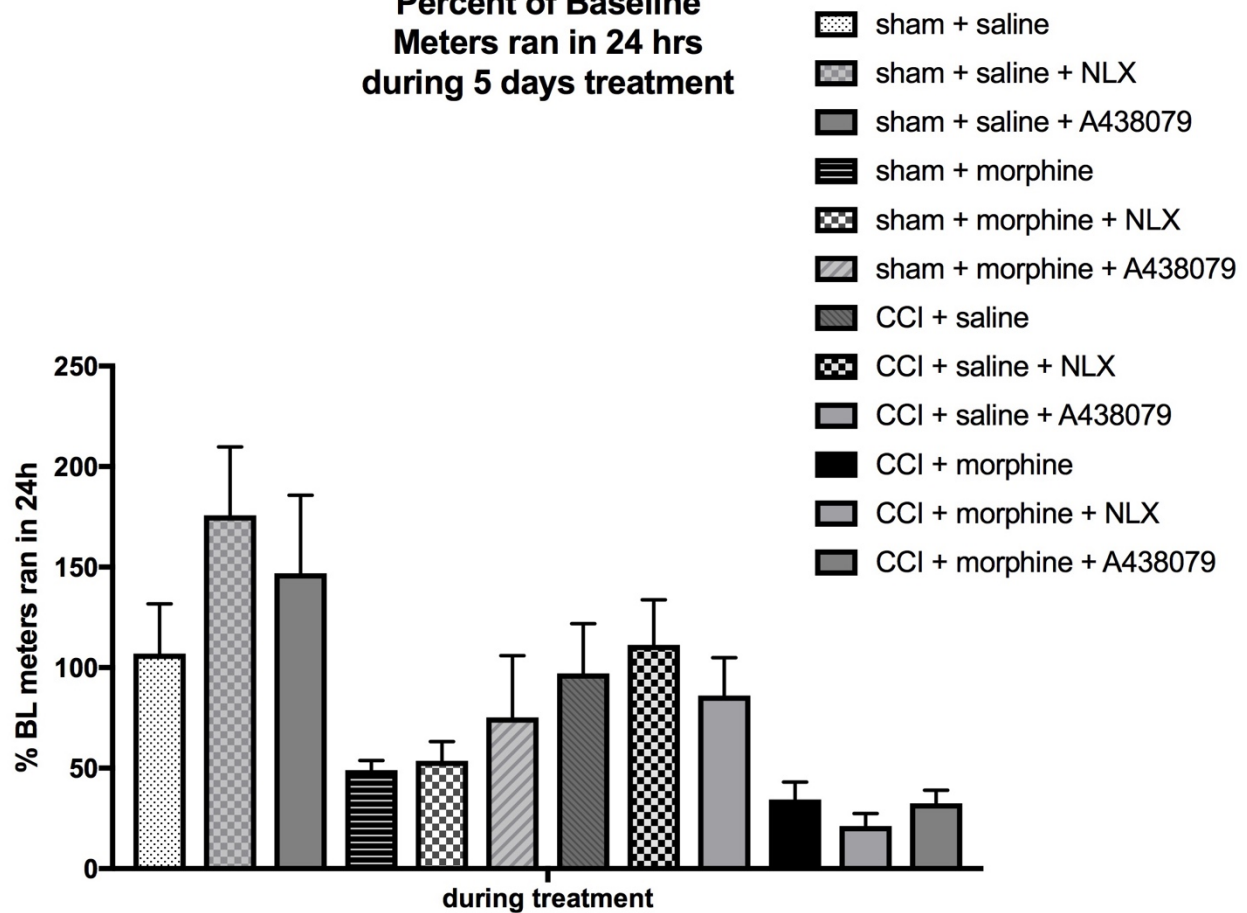 Percent of Baseline
Meters ran in 24 hrs
during 5 days treatment
sham + saline
sham + saline + NLX
sham + saline + A438079
sham + morphine
sham + morphine + NLX
sham + morphine + A438079
CCI + saline
CCI + saline + NLX
CCI + saline + A438079
CCI + morphine
CCI + morphine + NLX
CCI + morphine + A438079
% BL meters ran in 24h
250
200
150
100
50
0
during treatment